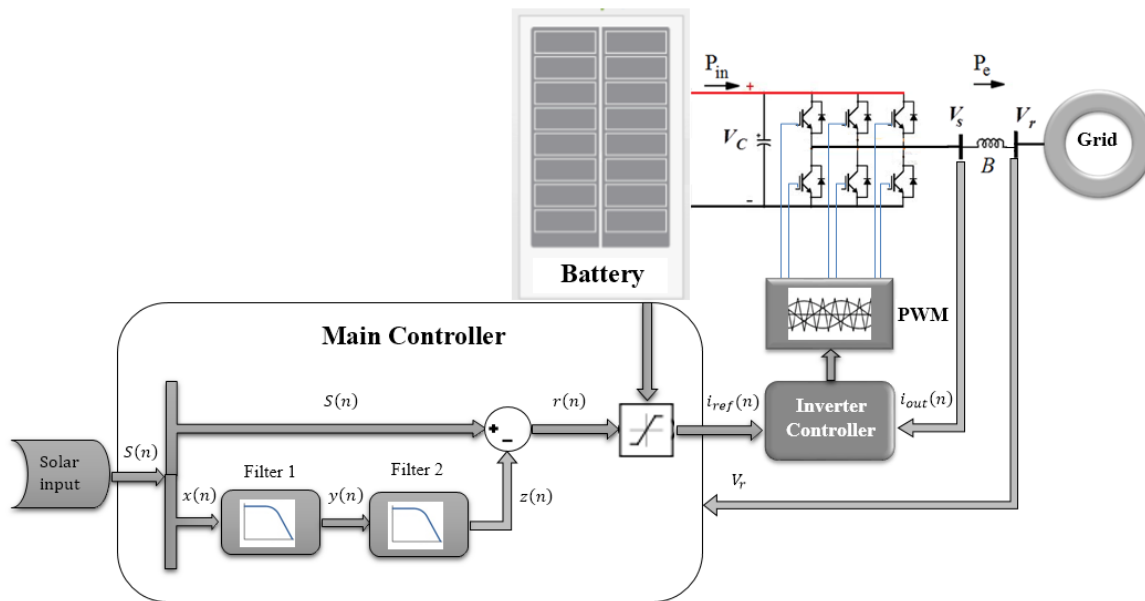 P_in
+
P_e
V_s
V_r
Grid
V_C
+
B
-
Battery
PWM
Main Controller
S(n)
r(n)
i_ref(n)
Inverter
Controller
i_out(n)
+
-
Solar
input
S(n)
x(n)
Filter 1
y(n)
Filter 2
z(n)
V_r